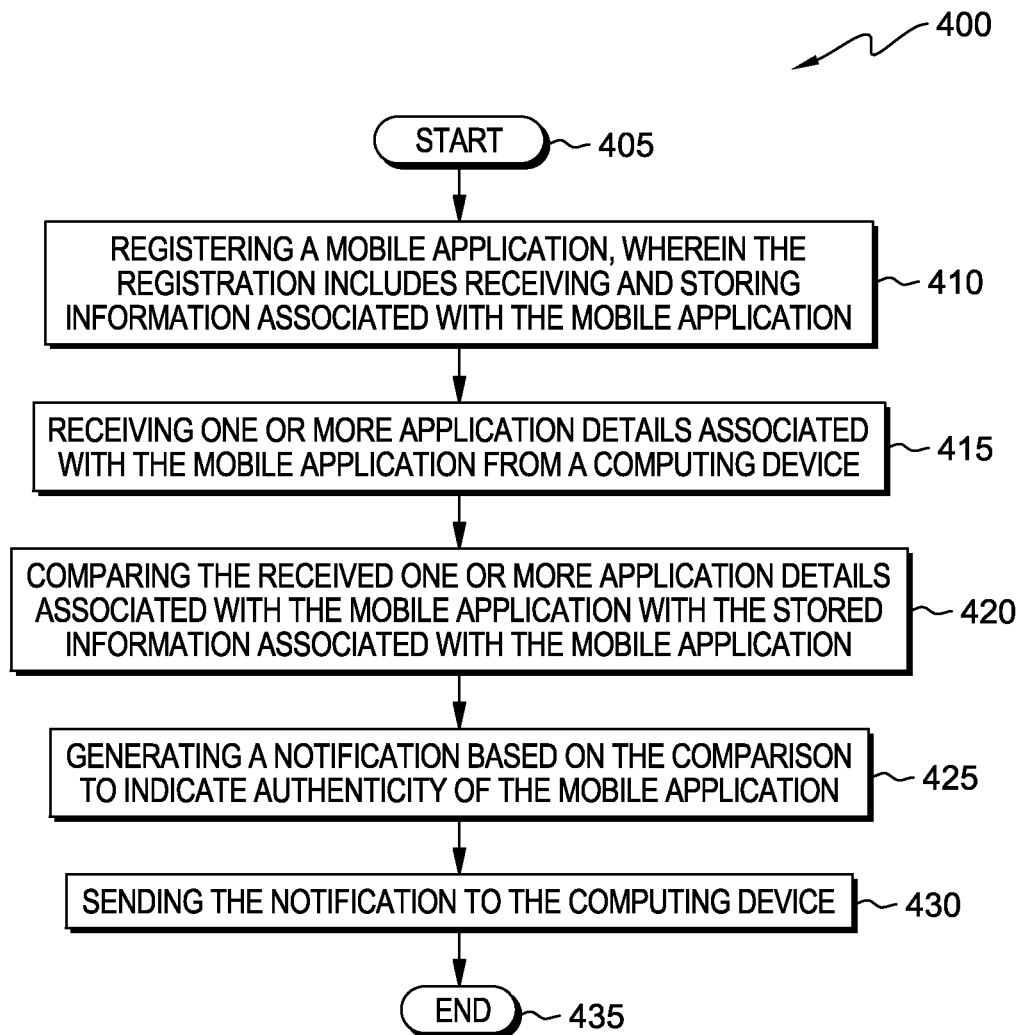 400
START
405
REGISTERING A MOBILE APPLICATION, WHEREIN THE
REGISTRATION INCLUDES RECEIVING AND STORING
INFORMATION ASSOCIATED WITH THE MOBILE APPLICATION
410
RECEIVING ONE OR MORE APPLICATION DETAILS ASSOCIATED
WITH THE MOBILE APPLICATION FROM A COMPUTING DEVICE
415
COMPARING THE RECEIVED ONE OR MORE APPLICATION DETAILS
ASSOCIATED WITH THE MOBILE APPLICATION WITH THE STORED
INFORMATION ASSOCIATED WITH THE MOBILE APPLICATION
420
GENERATING A NOTIFICATION BASED ON THE COMPARISON
TO INDICATE AUTHENTICITY OF THE MOBILE APPLICATION
425
SENDING THE NOTIFICATION TO THE COMPUTING DEVICE
430
END
435